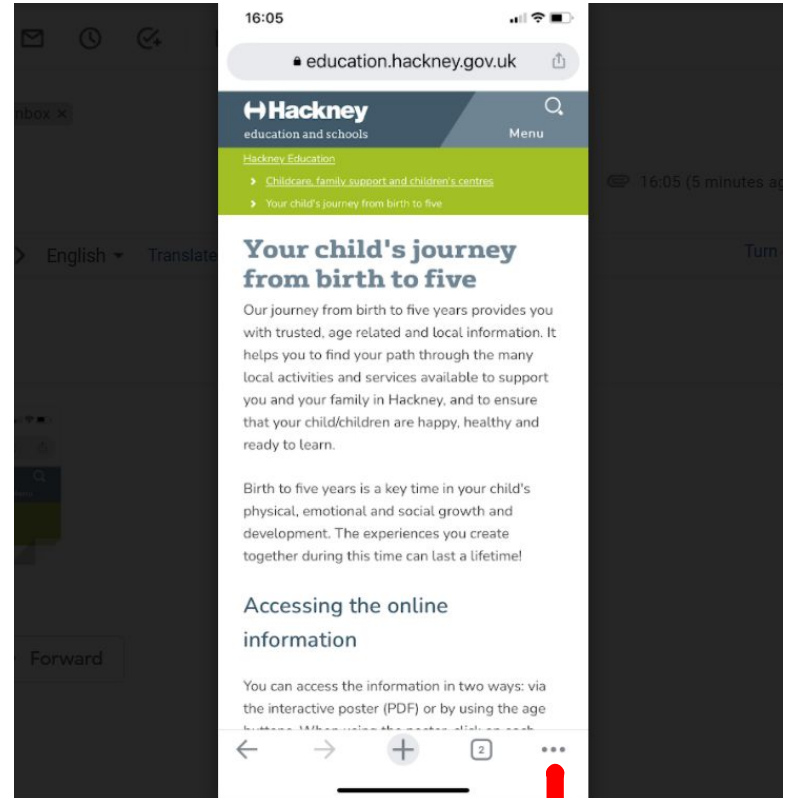 16:05
education.hackney.gov.uk
Hackney
education and schools
Menu
Hackney Education
Childcare, family support and children's centres
Your child's journey from birth to five
inbox ×
16:05 (5 minutes
English
Translate
Turn
Your child's journey
from birth to five
Our journey from birth to five years provides you
with trusted, age related and local information. It
helps you to find your path through the many
local activities and services available to support
you and your family in Hackney, and to ensure
that your child/children are happy, healthy and
ready to learn.
Birth to five years is a key time in your child's
physical, emotional and social growth and
development. The experiences you create
together during this time can last a lifetime!
Accessing the online
information
Forward
You can access the information in two ways: via
the interactive poster (PDF) or by using the age
2